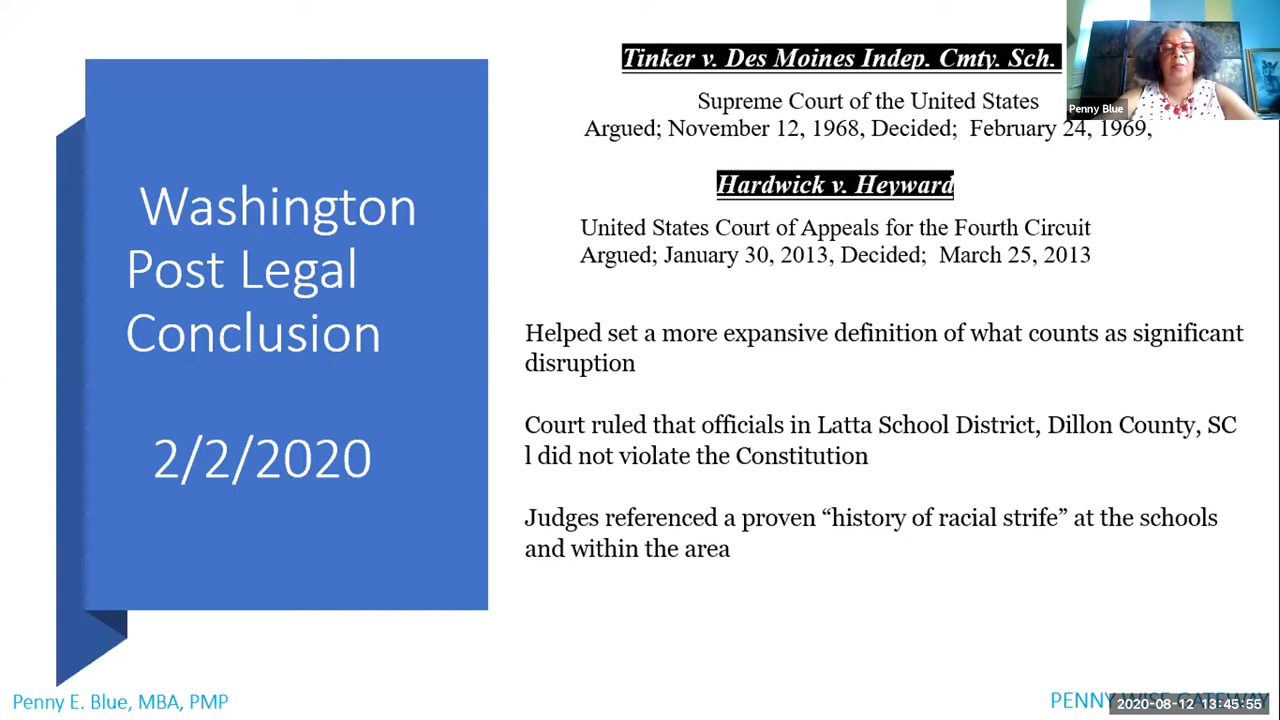 Tinker v. Des Moines Indep. Cmty. Sch.
Supreme Court of the United States
Argued; November 12, 1968, Decided; February 24, 1969,
Penny Blue
Hardwick v. Heyward
United States Court of Appeals for the Fourth Circuit
Argued; January 30, 2013, Decided; March 25, 2013
Washington
Post Legal
Conclusion
2/2/2020
Helped set a more expansive definition of what counts as significant
disruption
Court ruled that officials in Latta School District, Dillon County, SC
l did not violate the Constitution
Judges referenced a proven “history of racial strife” at the schools
and within the area
Penny E. Blue, MBA, PMP
PENNY WISE GATEWAY
2020-08-12 13:45:55